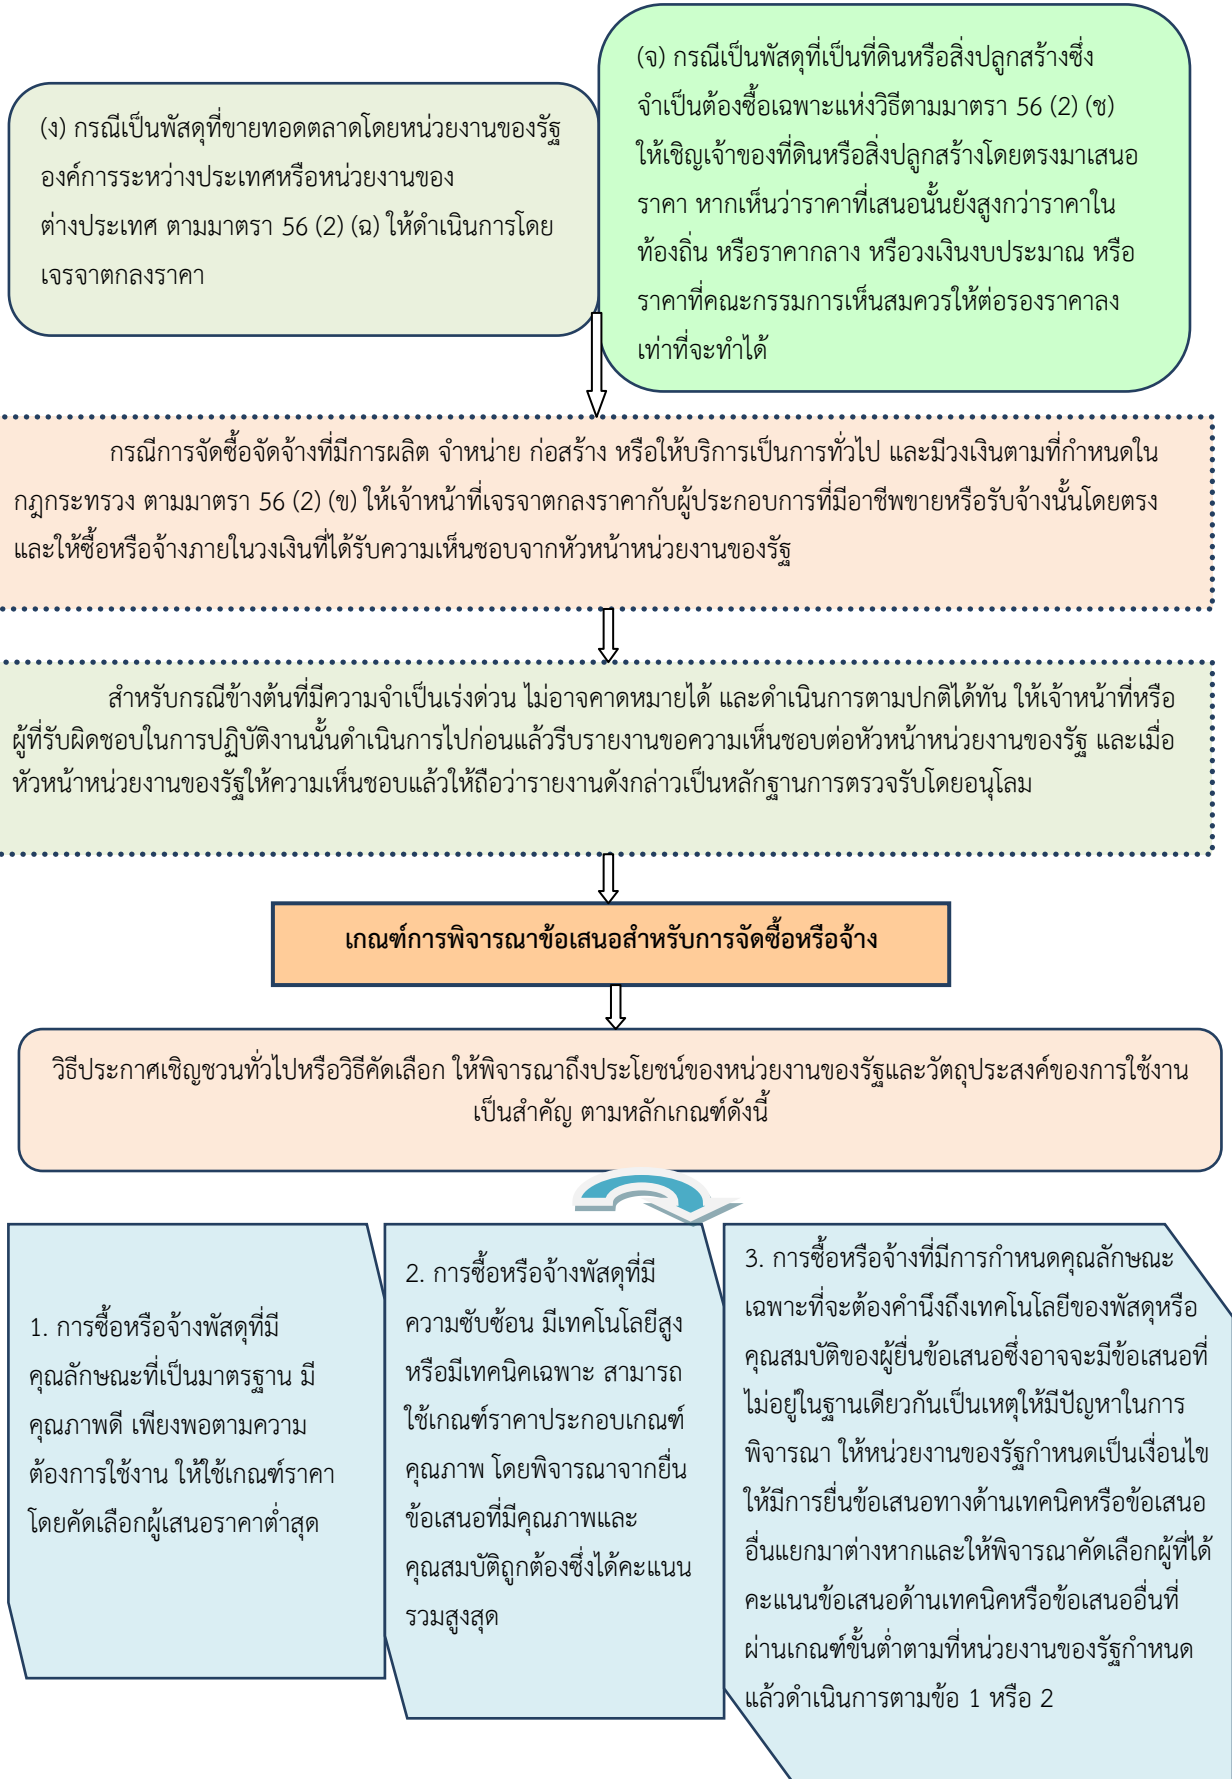 (ง) กรณีเป็นพัสดุที่ขายทอดตลาดโดยหน่วยงานของรัฐ
องค์การระหว่างประเทศหรือหน่วยงานของ
ต่างประเทศ ตามมาตรา 56 (2) (ฉ) ให้ดำเนินการโดย
เจรจาตกลงราคา
(จ) กรณีเป็นพัสดุที่เป็นที่ดินหรือสิ่งปลูกสร้างซึ่ง
จำเป็นต้องซื้อเฉพาะแห่งวิธีตามมาตรา 56 (2) (ช)
ให้เชิญเจ้าของที่ดินหรือสิ่งปลูกสร้างโดยตรงมาเสนอ
ราคา หากเห็นว่าราคาที่เสนอนั้นยังสูงกว่าราคาใน
ท้องถิ่น หรือราคากลาง หรือวงเงินงบประมาณ หรือ
ราคาที่คณะกรรมการเห็นสมควรให้ต่อรองราคาลง
เท่าที่จะทำได้
กรณีการจัดซื้อจัดจ้างที่มีการผลิต จำหน่าย ก่อสร้าง หรือให้บริการเป็นการทั่วไป และมีวงเงินตามที่กำหนดใน
กฎกระทรวง ตามมาตรา 56 (2) (ข) ให้เจ้าหน้าที่เจรจาตกลงราคากับผู้ประกอบการที่มีอาชีพขายหรือรับจ้างนั้นโดยตรง
และให้ซื้อหรือจ้างภายในวงเงินที่ได้รับความเห็นชอบจากหัวหน้าหน่วยงานของรัฐ
สำหรับกรณีข้างต้นที่มีความจำเป็นเร่งด่วน ไม่อาจคาดหมายได้ และดำเนินการตามปกติได้ทัน ให้เจ้าหน้าที่หรือ
ผู้ที่รับผิดชอบในการปฏิบัติงานนั้นดำเนินการไปก่อนแล้วรีบรายงานขอความเห็นชอบต่อหัวหน้าหน่วยงานของรัฐ และเมื่อ
หัวหน้าหน่วยงานของรัฐให้ความเห็นชอบแล้วให้ถือว่ารายงานดังกล่าวเป็นหลักฐานการตรวจรับโดยอนุโลม
เกณฑ์การพิจารณาข้อเสนอสำหรับการจัดซื้อหรือจ้าง
วิธีประกาศเชิญชวนทั่วไปหรือวิธีคัดเลือก ให้พิจารณาถึงประโยชน์ของหน่วยงานของรัฐและวัตถุประสงค์ของการใช้งาน
เป็นสำคัญ ตามหลักเกณฑ์ดังนี้
1. การซื้อหรือจ้างพัสดุที่มี
คุณลักษณะที่เป็นมาตรฐาน มี
คุณภาพดี เพียงพอตามความ
ต้องการใช้งาน ให้ใช้เกณฑ์ราคา
โดยคัดเลือกผู้เสนอราคาต่ำสุด
2. การซื้อหรือจ้างพัสดุที่มี
ความซับซ้อน มีเทคโนโลยีสูง
หรือมีเทคนิคเฉพาะ สามารถ
ใช้เกณฑ์ราคาประกอบเกณฑ์
คุณภาพ โดยพิจารณาจากยื่น
ข้อเสนอที่มีคุณภาพและ
คุณสมบัติถูกต้องซึ่งได้คะแนน
รวมสูงสุด
3. การซื้อหรือจ้างที่มีการกำหนดคุณลักษณะ
เฉพาะที่จะต้องคำนึงถึงเทคโนโลยีของพัสดุหรือ
คุณสมบัติของผู้ยื่นข้อเสนอซึ่งอาจจะมีข้อเสนอที่
ไม่อยู่ในฐานเดียวกันเป็นเหตุให้มีปัญหาในการ
พิจารณา ให้หน่วยงานของรัฐกำหนดเป็นเงื่อนไข
ให้มีการยื่นข้อเสนอทางด้านเทคนิคหรือข้อเสนอ
อื่นแยกมาต่างหากและให้พิจารณาคัดเลือกผู้ที่ได้
คะแนนข้อเสนอด้านเทคนิคหรือข้อเสนออื่นที่
ผ่านเกณฑ์ขั้นต่ำตามที่หน่วยงานของรัฐกำหนด
แล้วดำเนินการตามข้อ 1 หรือ 2